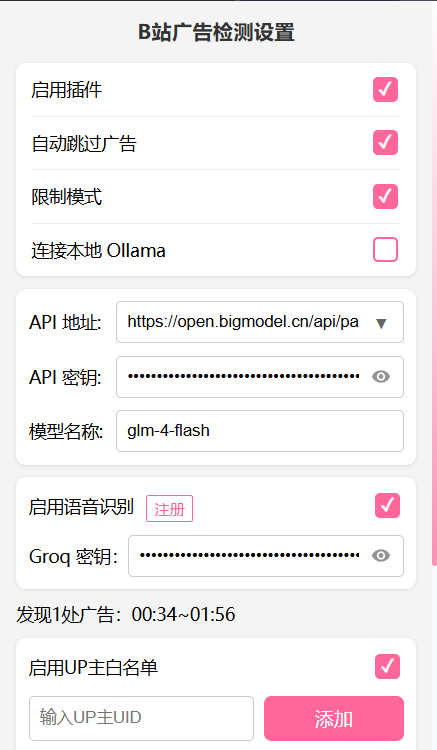 B站广告检测设置
启用插件
自动跳过广告
限制模式
连接本地 Ollama
API 地址: https://open.bigmodel.cn/api/pa
API 密钥: ••••••••••••••••••••••••••••••••••••••••
模型名称: glm-4-flash
启用语音识别 注册
Groq 密钥: ••••••••••••••••••••••••••••••••••••••
发现1处广告：00:34~01:56
启用UP主白名单
输入UP主UID 添加